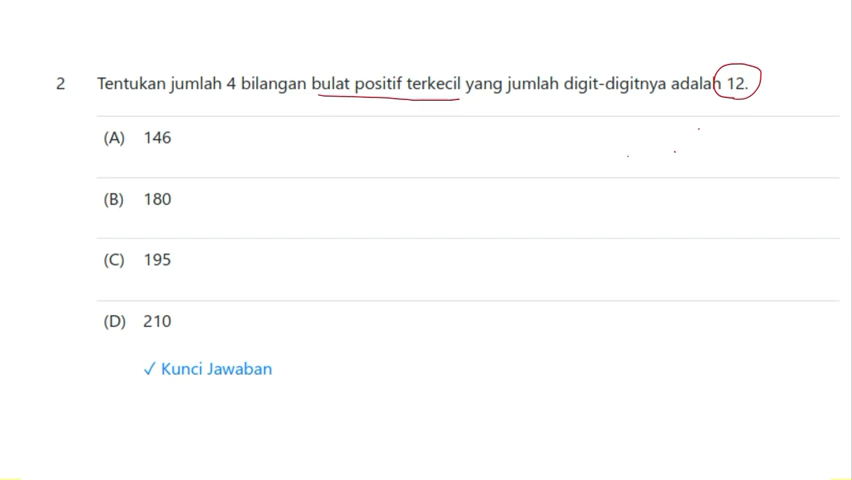 2 Tentukan jumlah 4 bilangan bulat positif terkecil yang jumlah digit-digitnya adalah 12.
(A) 146
(B) 180
(C) 195
(D) 210
✓ Kunci Jawaban